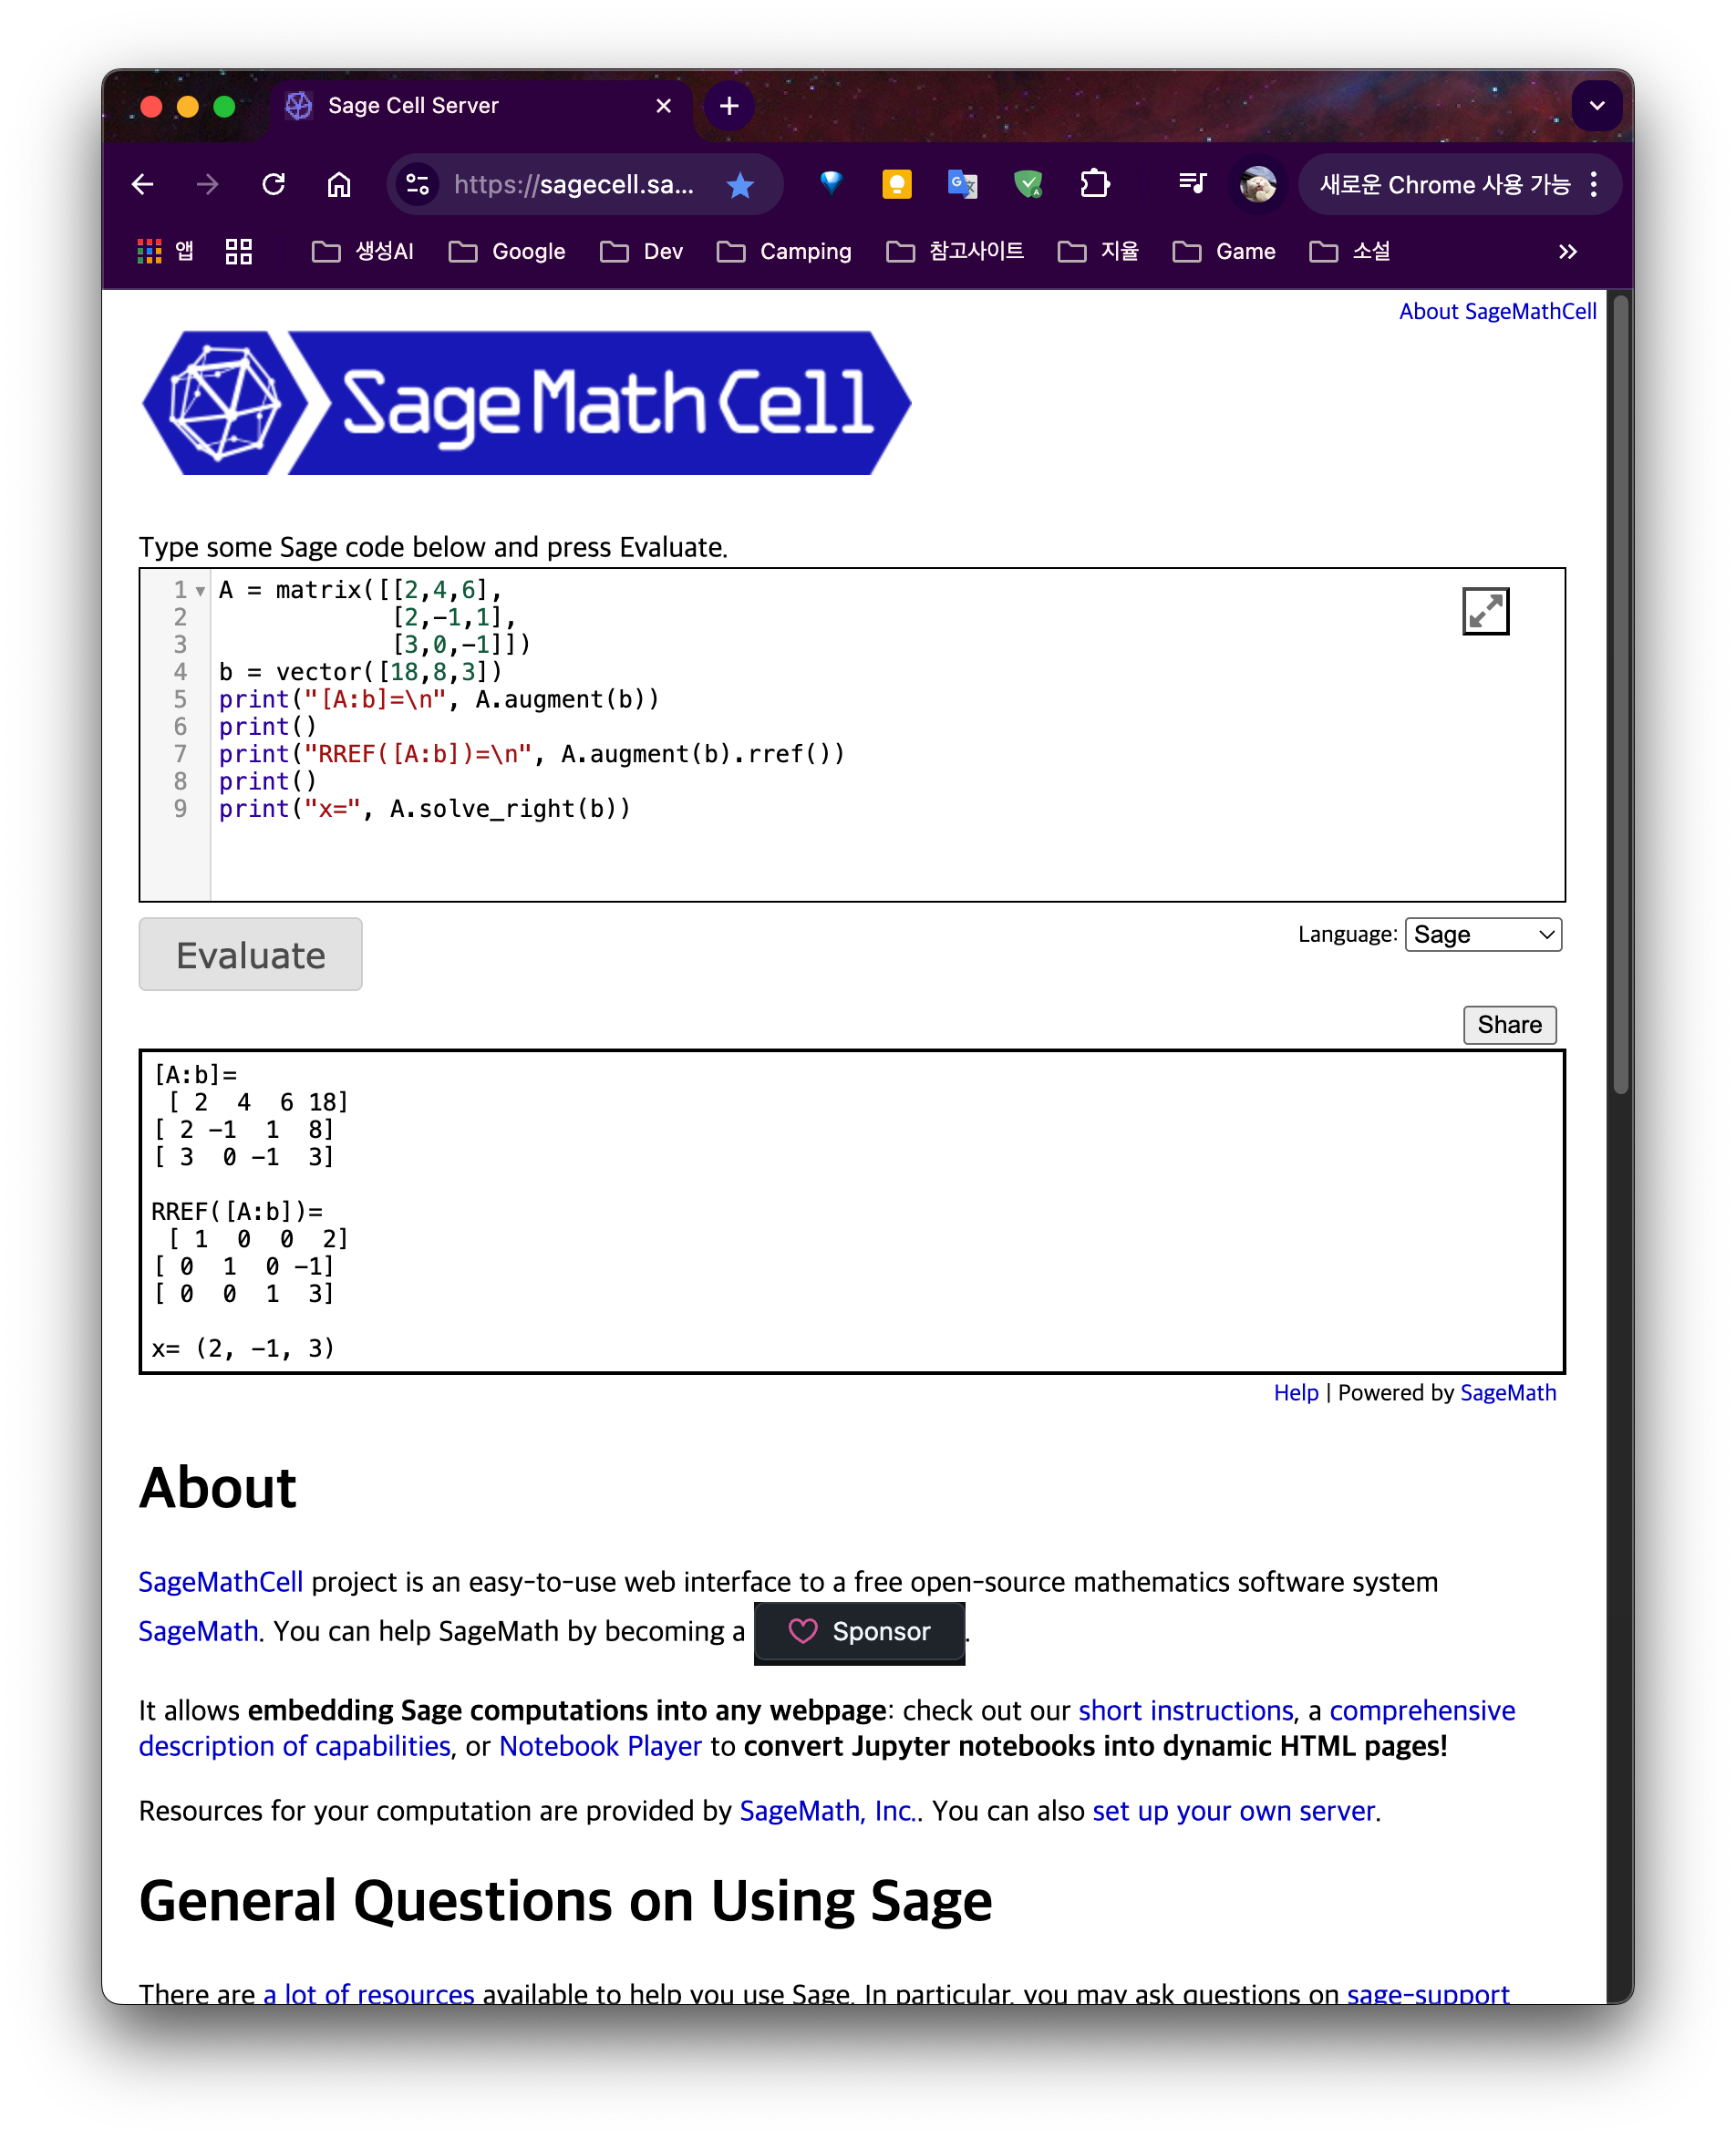 Sage Cell Server
https://sagecell.sa...
새로운 Chrome 사용 가능
앱 생성AI Google Dev Camping 참고사이트 지율 Game 소설
About SageMathCell
SageMathCell
Type some Sage code below and press Evaluate.
1 A = matrix([[2,4,6],
2 [2,-1,1],
3 [3,0,-1]])
4 b = vector([18,8,3])
5 print("[A:b]=\n", A.augment(b))
6 print()
7 print("RREF([A:b])=\n", A.augment(b).rref())
8 print()
9 print("x=", A.solve_right(b))
Evaluate
Language: Sage
Share
[A:b]=
[ 2 4 6 18]
[ 2 -1 1 8]
[ 3 0 -1 3]
RREF([A:b])=
[ 1 0 0 2]
[ 0 1 0 -1]
[ 0 0 1 3]
x= (2, -1, 3)
Help | Powered by SageMath
About
SageMathCell project is an easy-to-use web interface to a free open-source mathematics software system
SageMath. You can help SageMath by becoming a Sponsor.
It allows embedding Sage computations into any webpage: check out our short instructions, a comprehensive
description of capabilities, or Notebook Player to convert Jupyter notebooks into dynamic HTML pages!
Resources for your computation are provided by SageMath, Inc.. You can also set up your own server.
General Questions on Using Sage
There are a lot of resources available to help you use Sage. In particular, you may ask questions on sage-support